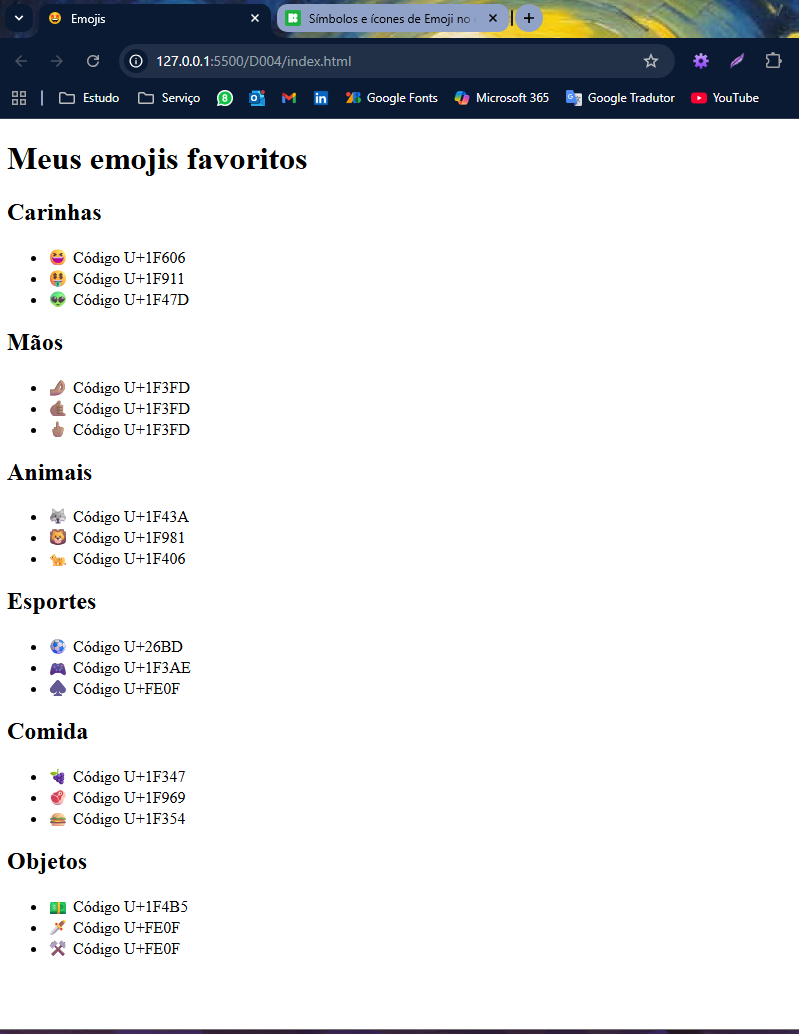 Emojis
Símbolos e ícones de Emoji no
127.0.0.1:5500/D004/index.html
Estudo Serviço 8 Google Fonts Microsoft 365 Google Tradutor YouTube
Meus emojis favoritos
Carinhas
😆 Código U+1F606
🤑 Código U+1F911
👽 Código U+1F47D
Mãos
🤌🏽 Código U+1F3FD
🤙🏽 Código U+1F3FD
🖕🏽 Código U+1F3FD
Animais
🐺 Código U+1F43A
🦁 Código U+1F981
🐆 Código U+1F406
Esportes
⚽ Código U+26BD
🎮 Código U+1F3AE
♠️ Código U+FE0F
Comida
🍇 Código U+1F347
🥩 Código U+1F969
🍔 Código U+1F354
Objetos
💵 Código U+1F4B5
🗡️ Código U+FE0F
⚒️ Código U+FE0F